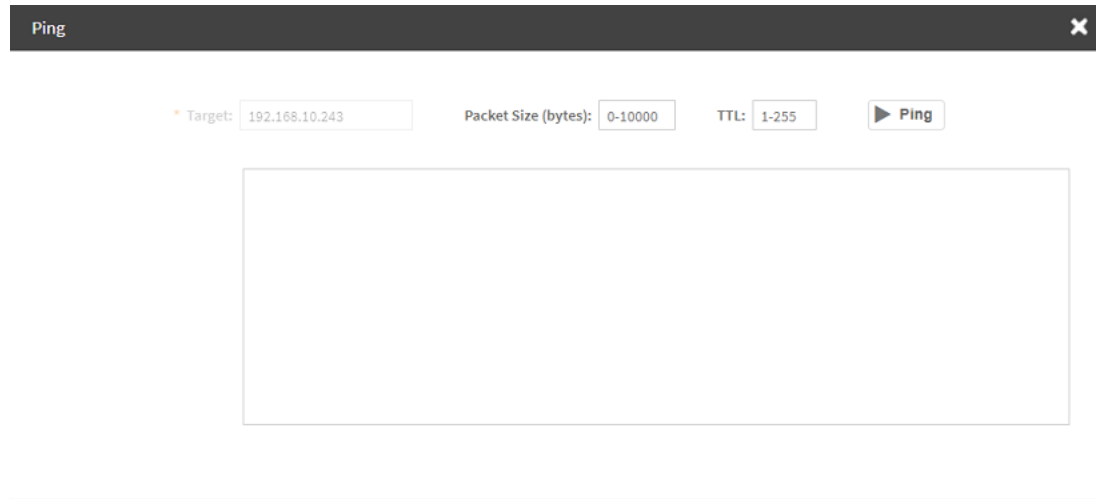 Ping
* Target: 192.168.10.243 Packet Size (bytes): 0-10000 TTL: 1-255 Ping